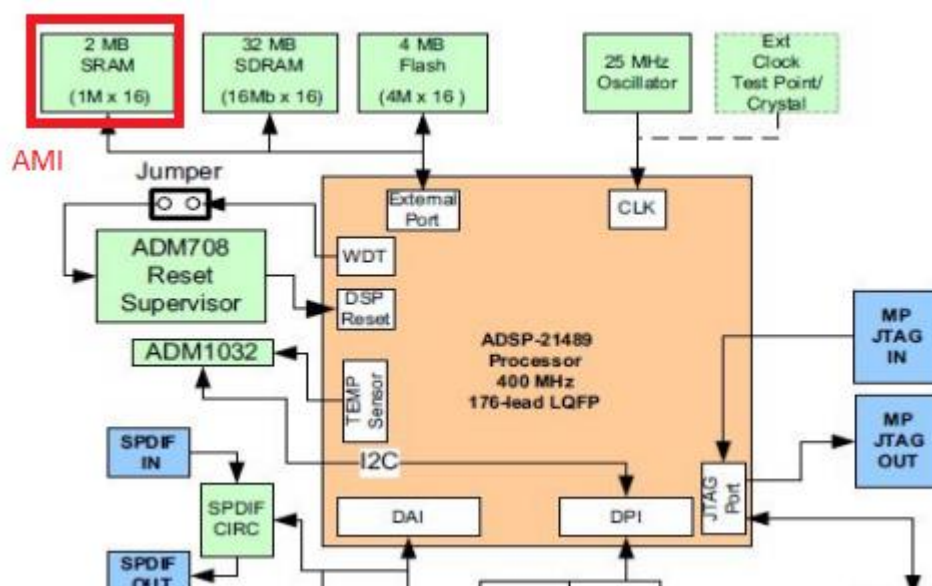 2 MB
SRAM
(1M x 16)
32 MB
SDRAM
(16Mb x 16)
4 MB
Flash
(4M x 16 )
25 MHz
Oscillator
Ext
Clock
Test Point/
Crystal
AMI
Jumper
External
Port
CLK
ADM708
Reset
Supervisor
WDT
DSP
Reset
ADSP-21489
Processor
400 MHz
176-lead LQFP
MP
JTAG
IN
ADM1032
TEMP
Sensor
MP
JTAG
OUT
SPDIF
IN
I2C
SPDIF
CIRC
DAI
DPI
JTAG
Port
SPDIF
OUT